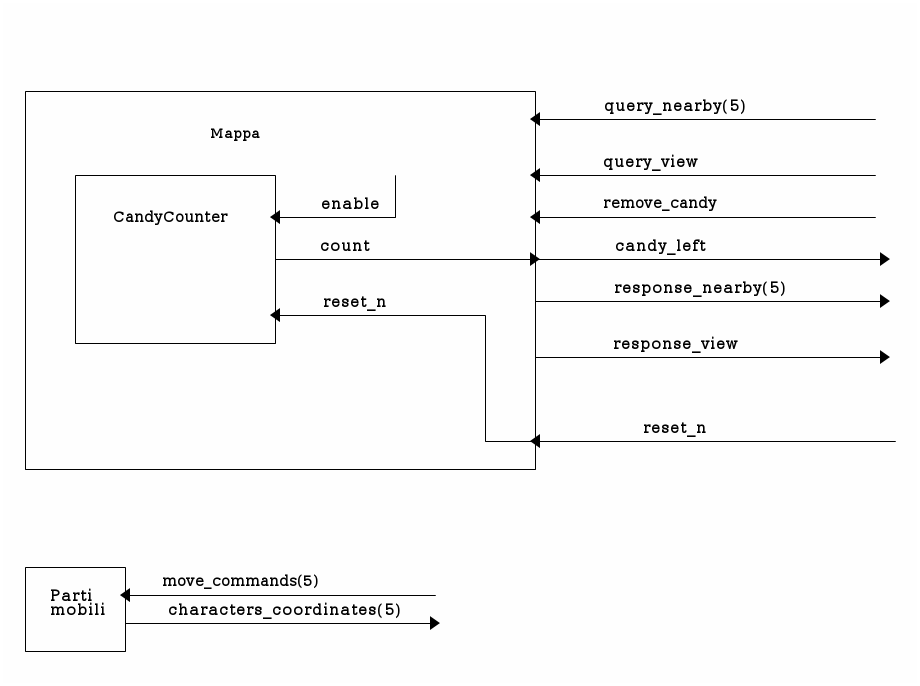 query_nearby(5)
Mappa
query_view
enable
remove_candy
CandyCounter
count
candy_left
reset_n
response_nearby(5)
response_view
reset_n
move_commands(5)
Parti
mobili
characters_coordinates(5)